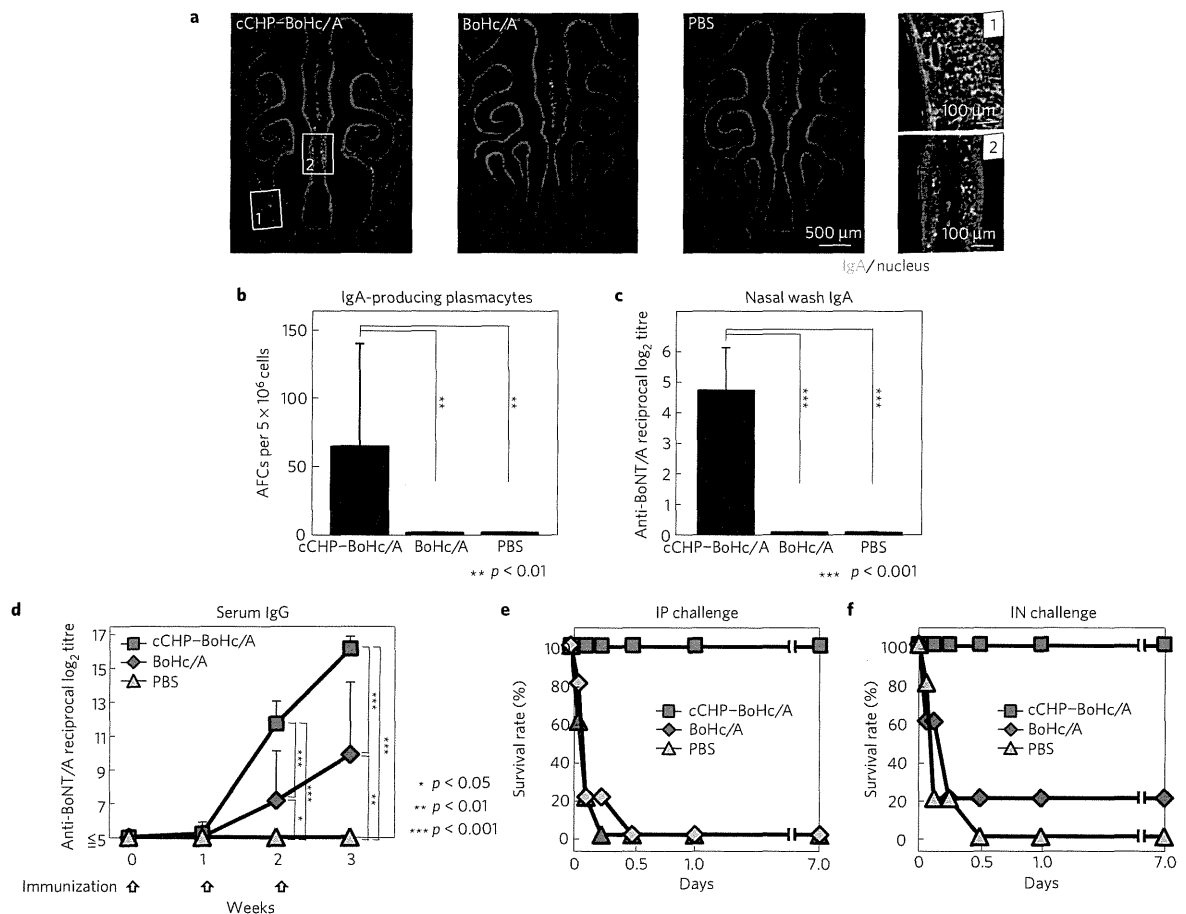 a
cCHP–BoHc/A
BoHc/A
PBS
1
2
500 µm
1
100 µm
2
100 µm
IgA/nucleus
b
IgA-producing plasmacytes
AFCs per 5 × 10⁶ cells
150
100
50
0
**
**
cCHP–BoHc/A BoHc/A PBS
** p < 0.01
c
Nasal wash IgA
Anti-BoNT/A reciprocal log₂ titre
6
5
4
3
2
1
0
***
***
cCHP–BoHc/A BoHc/A PBS
*** p < 0.001
d
Serum IgG
Anti-BoNT/A reciprocal log₂ titre
17
15
13
11
9
7
≦5
cCHP–BoHc/A
BoHc/A
PBS
***
***
*
***
***
**
* p < 0.05
** p < 0.01
*** p < 0.001
0 1 2 3
Immunization
Weeks
e
IP challenge
Survival rate (%)
100
80
60
40
20
0
cCHP–BoHc/A
BoHc/A
PBS
0 0.5 1.0 7.0
Days
f
IN challenge
Survival rate (%)
100
80
60
40
20
0
cCHP–BoHc/A
BoHc/A
PBS
0 0.5 1.0 7.0
Days